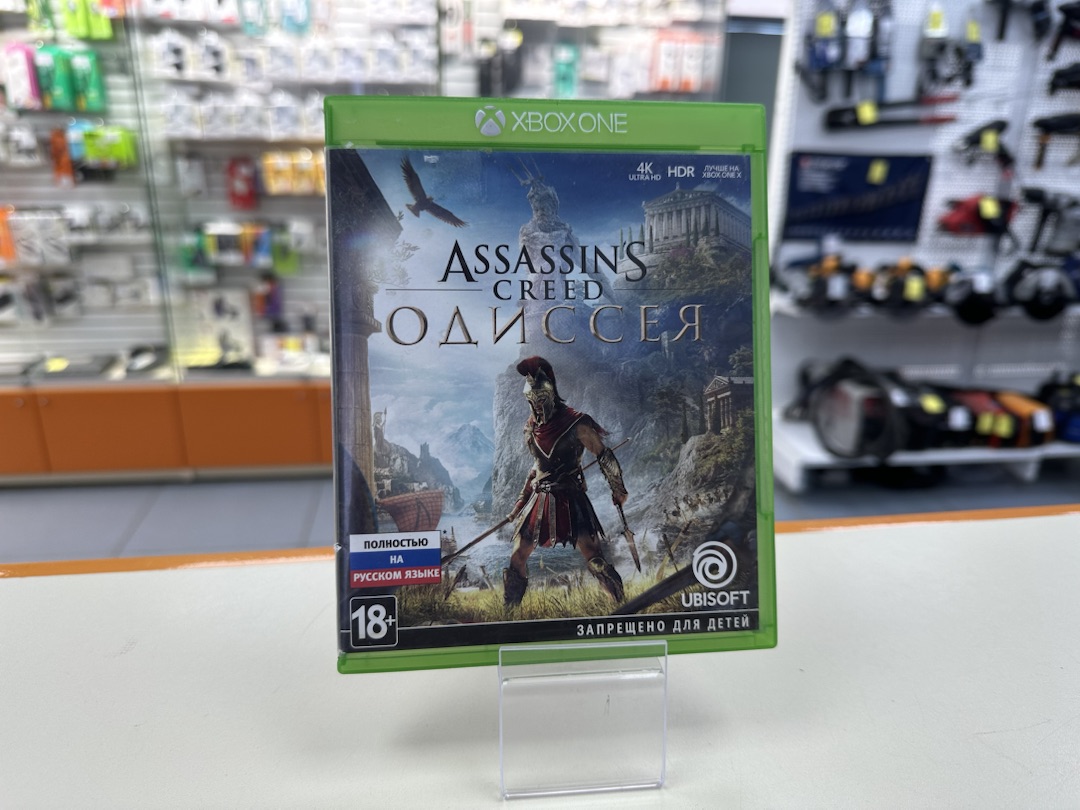 XBOX ONE
4K
ULTRA HD
HDR
ЛУЧШЕ НА
XBOX ONE X
ASSASSIN'S
CREED
ОДИССЕЯ
ПОЛНОСТЬЮ
НА
РУССКОМ ЯЗЫКЕ
UBISOFT
18+
ЗАПРЕЩЕНО ДЛЯ ДЕТЕЙ